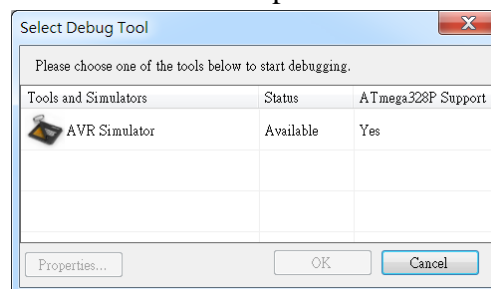 Select Debug Tool
Please choose one of the tools below to start debugging.
Tools and Simulators Status ATmega328P Support
AVR Simulator Available Yes
Properties... OK Cancel